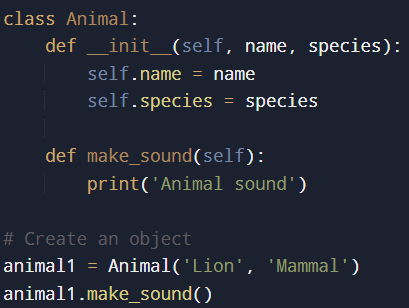 class Animal:
    def __init__(self, name, species):
        self.name = name
        self.species = species

    def make_sound(self):
        print('Animal sound')

# Create an object
animal1 = Animal('Lion', 'Mammal')
animal1.make_sound()